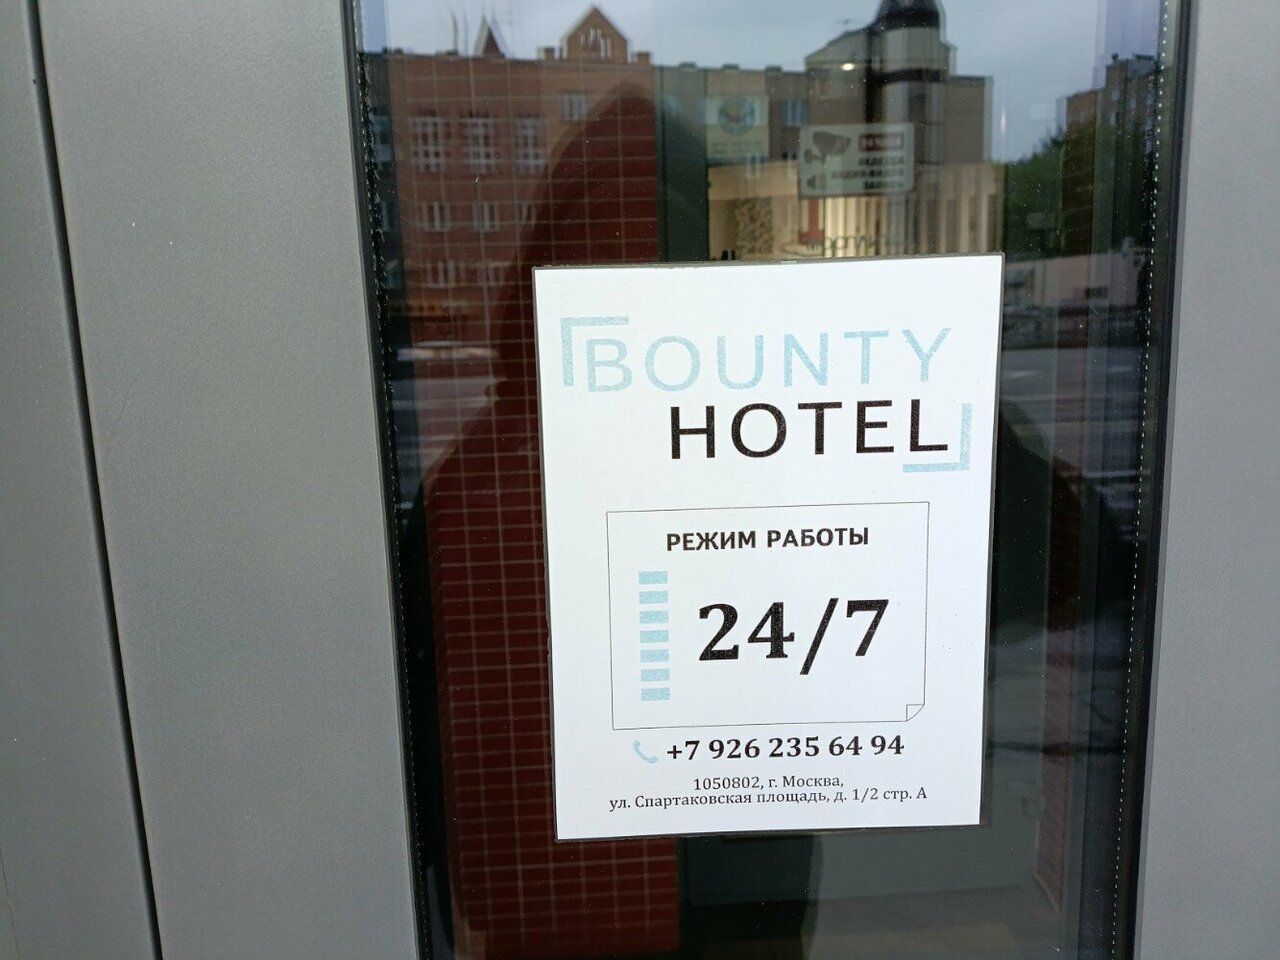 BOUNTY
HOTEL
РЕЖИМ РАБОТЫ
24/7
+7 926 235 64 94
1050802, г. Москва,
ул. Спартаковская площадь, д. 1/2 стр. А